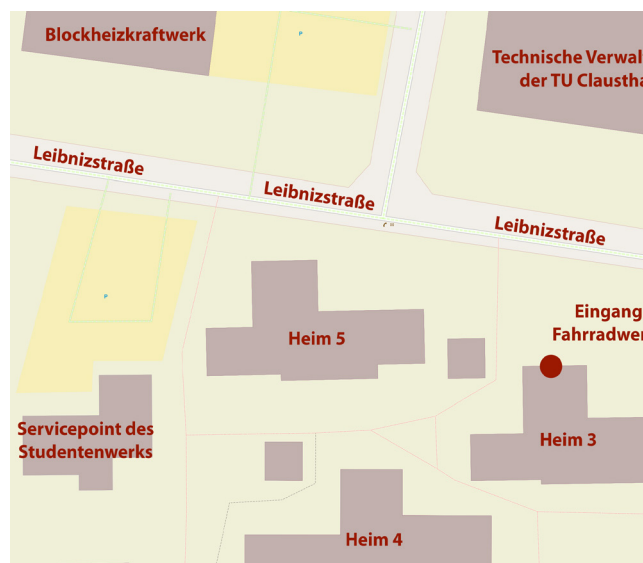 Blockheizkraftwerk
Technische Verwal
der TU Claustha
Leibnizstraße
Leibnizstraße
Leibnizstraße
Eingang
Fahrradwer
Heim 5
Servicepoint des
Studentenwerks
Heim 3
Heim 4